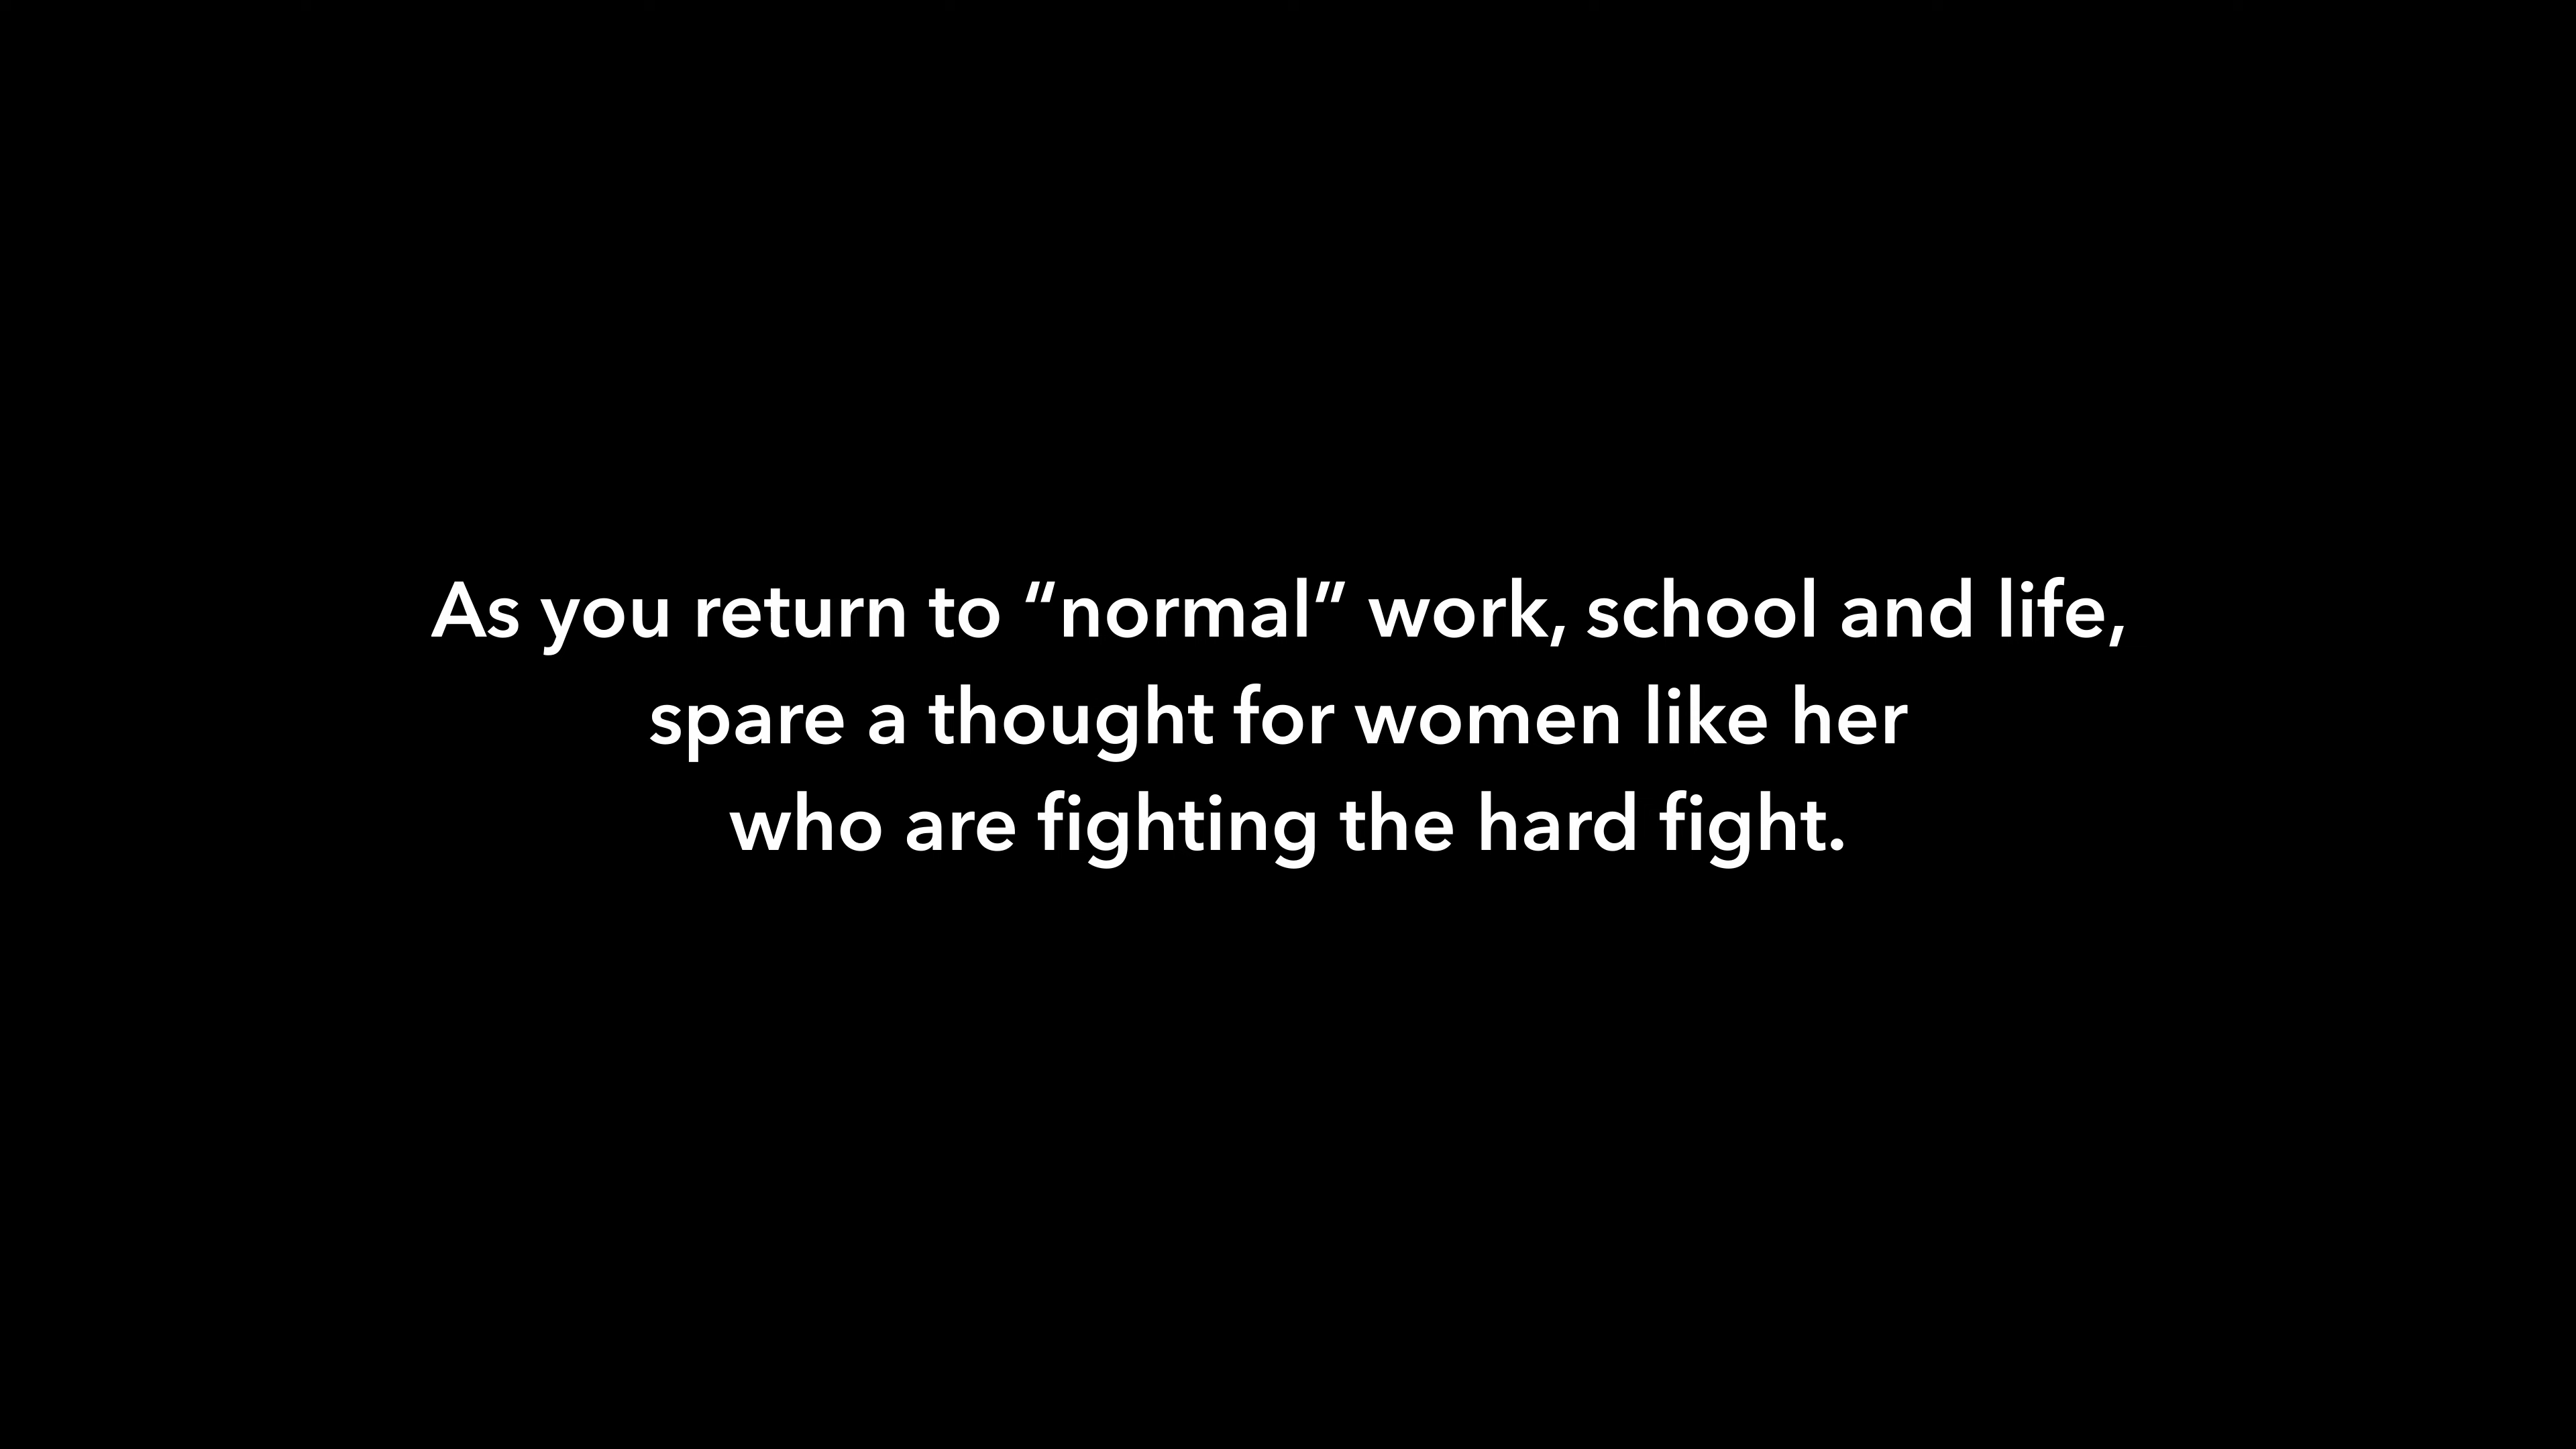 As you return to “normal” work, school and life,
spare a thought for women like her
who are fighting the hard fight.